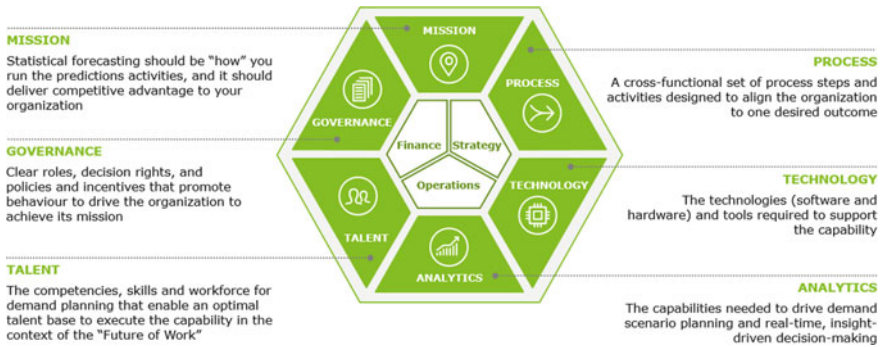 MISSION
Statistical forecasting should be “how” you
run the predictions activities, and it should
deliver competitive advantage to your
organization
GOVERNANCE
Clear roles, decision rights, and
policies and incentives that promote
behaviour to drive the organization to
achieve its mission
TALENT
The competencies, skills and workforce for
demand planning that enable an optimal
talent base to execute the capability in the
context of the “Future of Work”
MISSION
PROCESS
GOVERNANCE
Finance
Strategy
Operations
TECHNOLOGY
TALENT
ANALYTICS
PROCESS
A cross-functional set of process steps and
activities designed to align the organization
to one desired outcome
TECHNOLOGY
The technologies (software and
hardware) and tools required to support
the capability
ANALYTICS
The capabilities needed to drive demand
scenario planning and real-time, insight-
driven decision-making